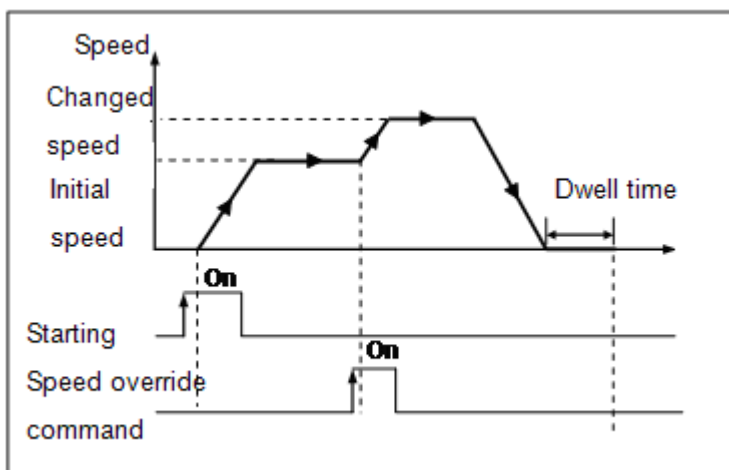 Speed
Changed
speed
Initial
speed
Dwell time
On
Starting
On
Speed override
command